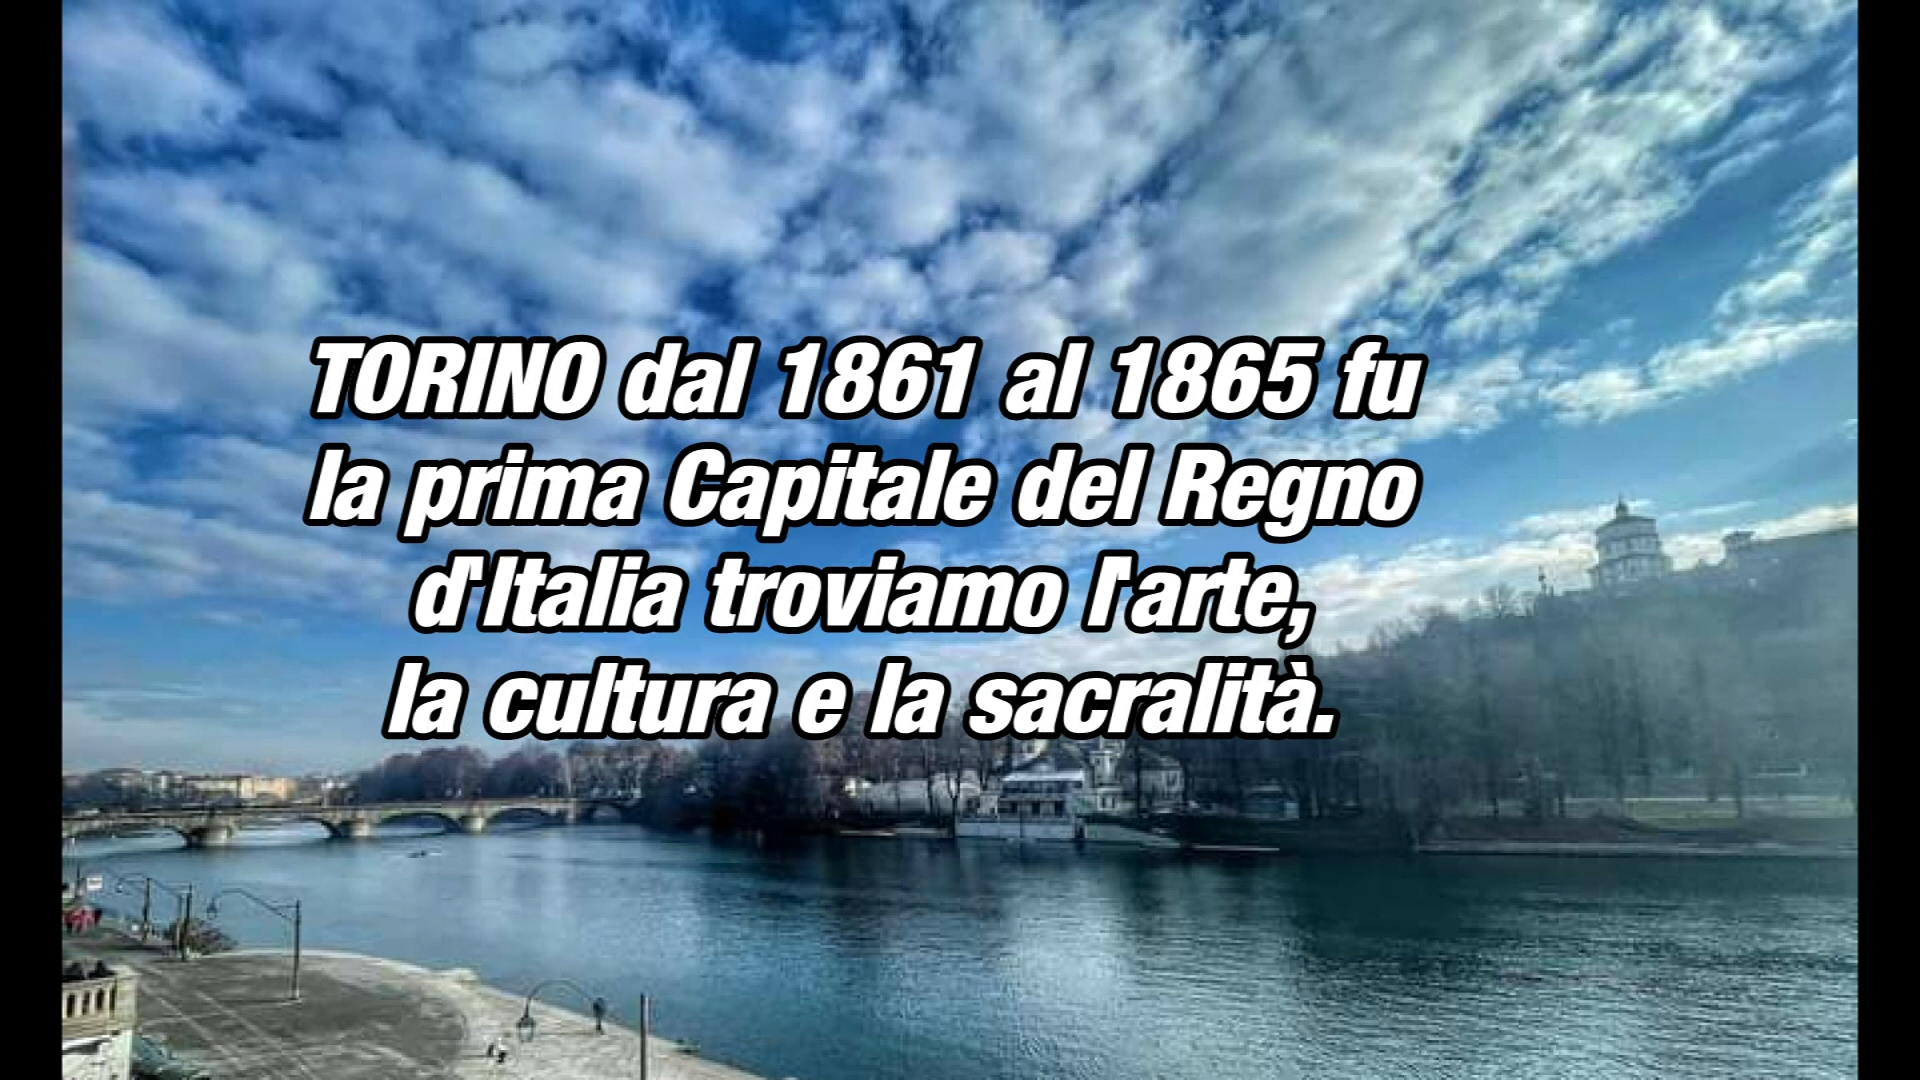 TORINO dal 1861 al 1865 fu
la prima Capitale del Regno
d'Italia troviamo l'arte,
la cultura e la sacralità.